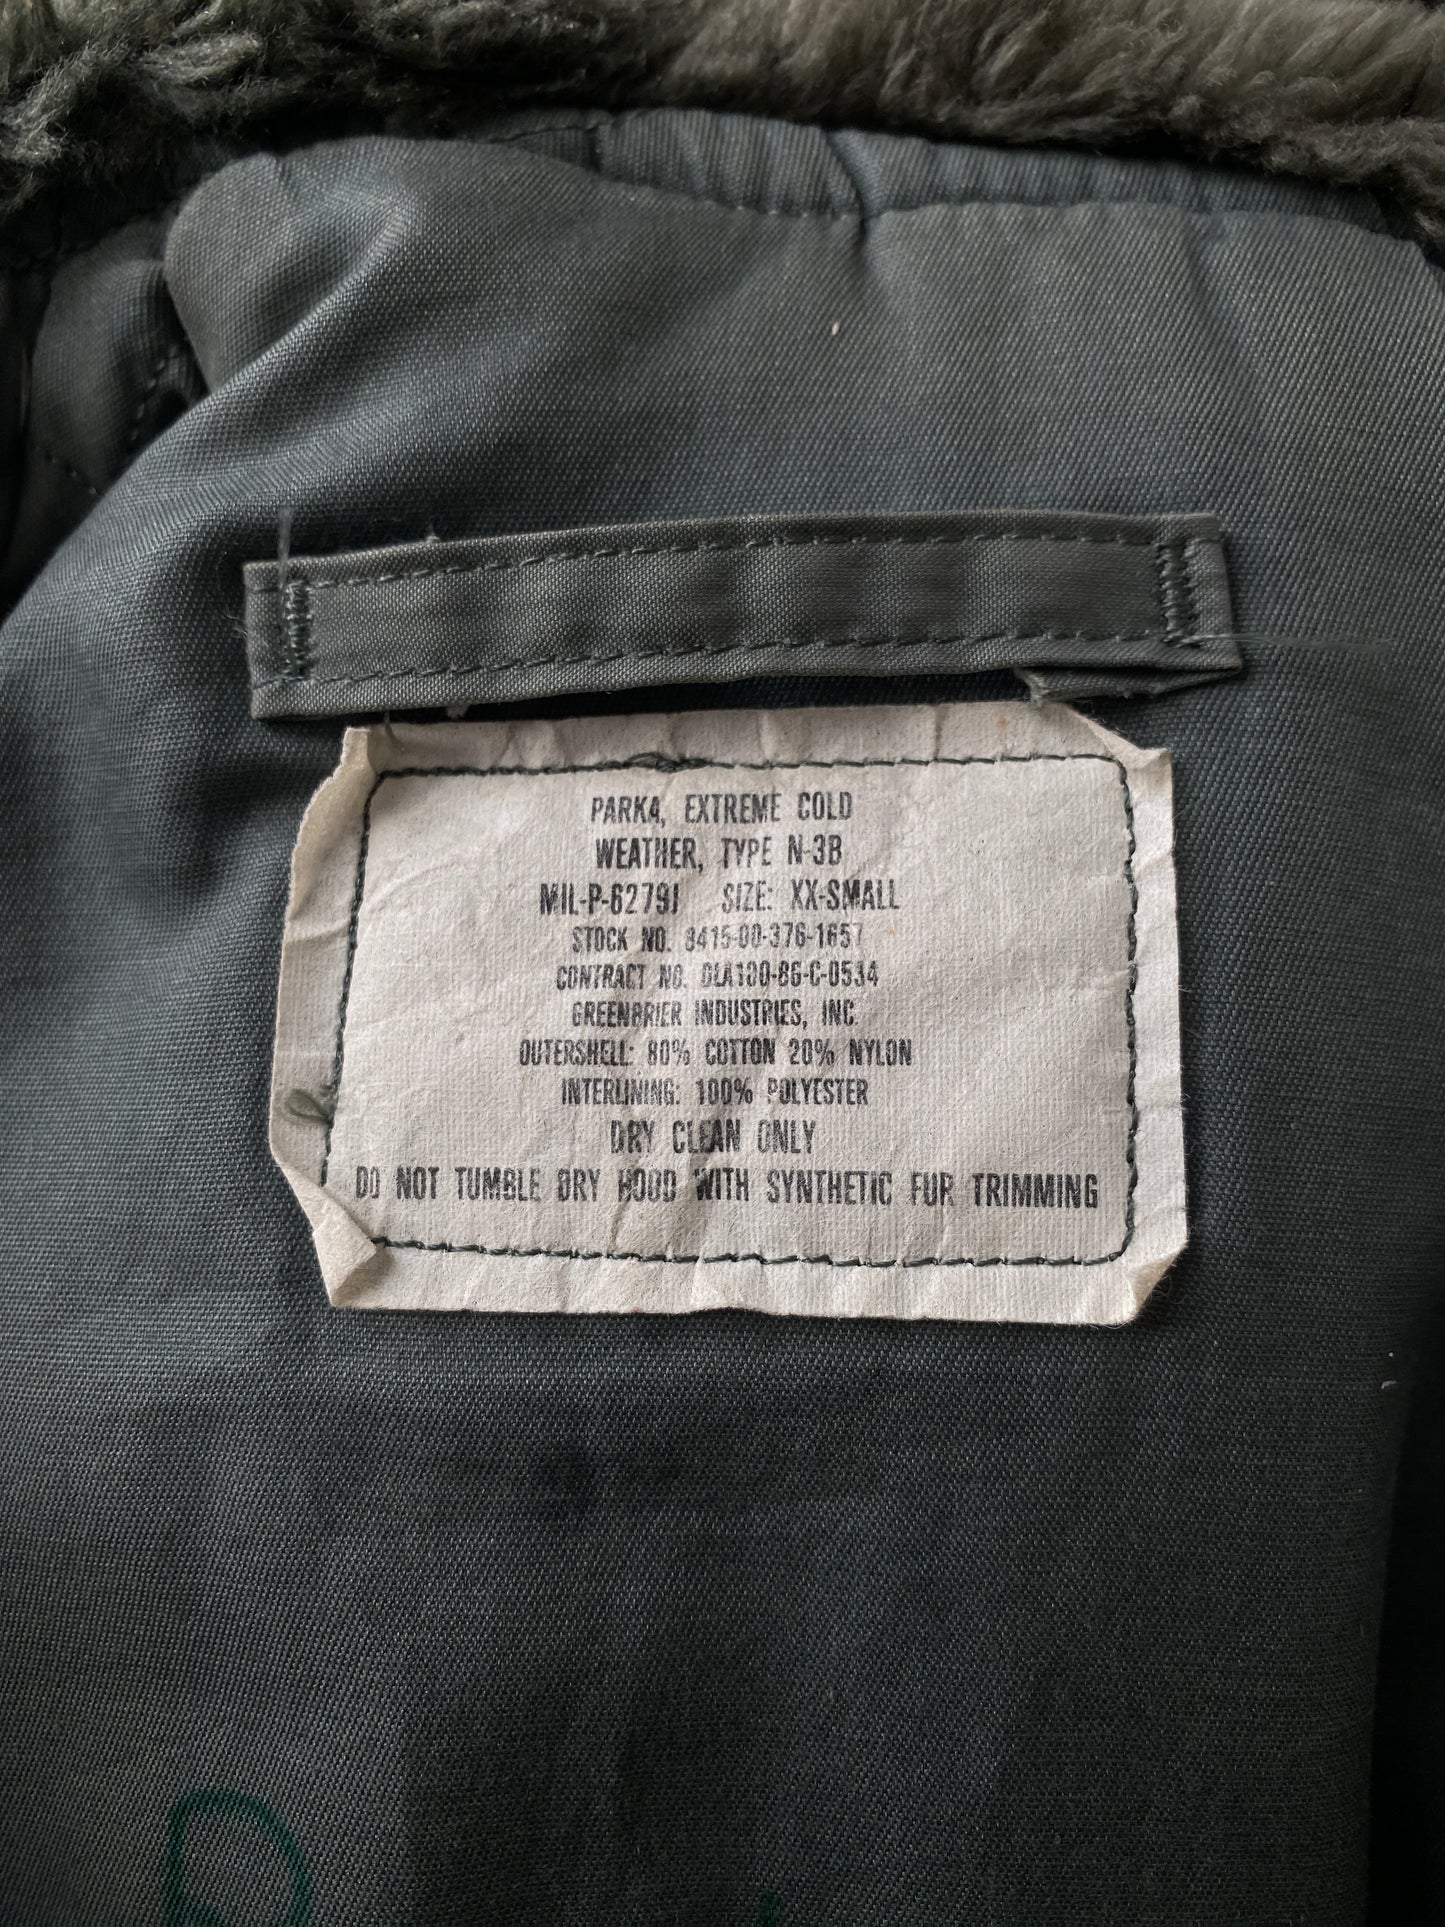 PARKA, EXTREME COLD
WEATHER, TYPE N-3B
MIL-P-6279J SIZE: XX-SMALL
STOCK NO. 8415-00-376-1657
CONTRACT NO. DLA100-86-C-0534
GREENBRIER INDUSTRIES, INC.
OUTERSHELL: 80% COTTON 20% NYLON
INTERLINING: 100% POLYESTER
DRY CLEAN ONLY
DO NOT TUMBLE DRY HOOD WITH SYNTHETIC FUR TRIMMING